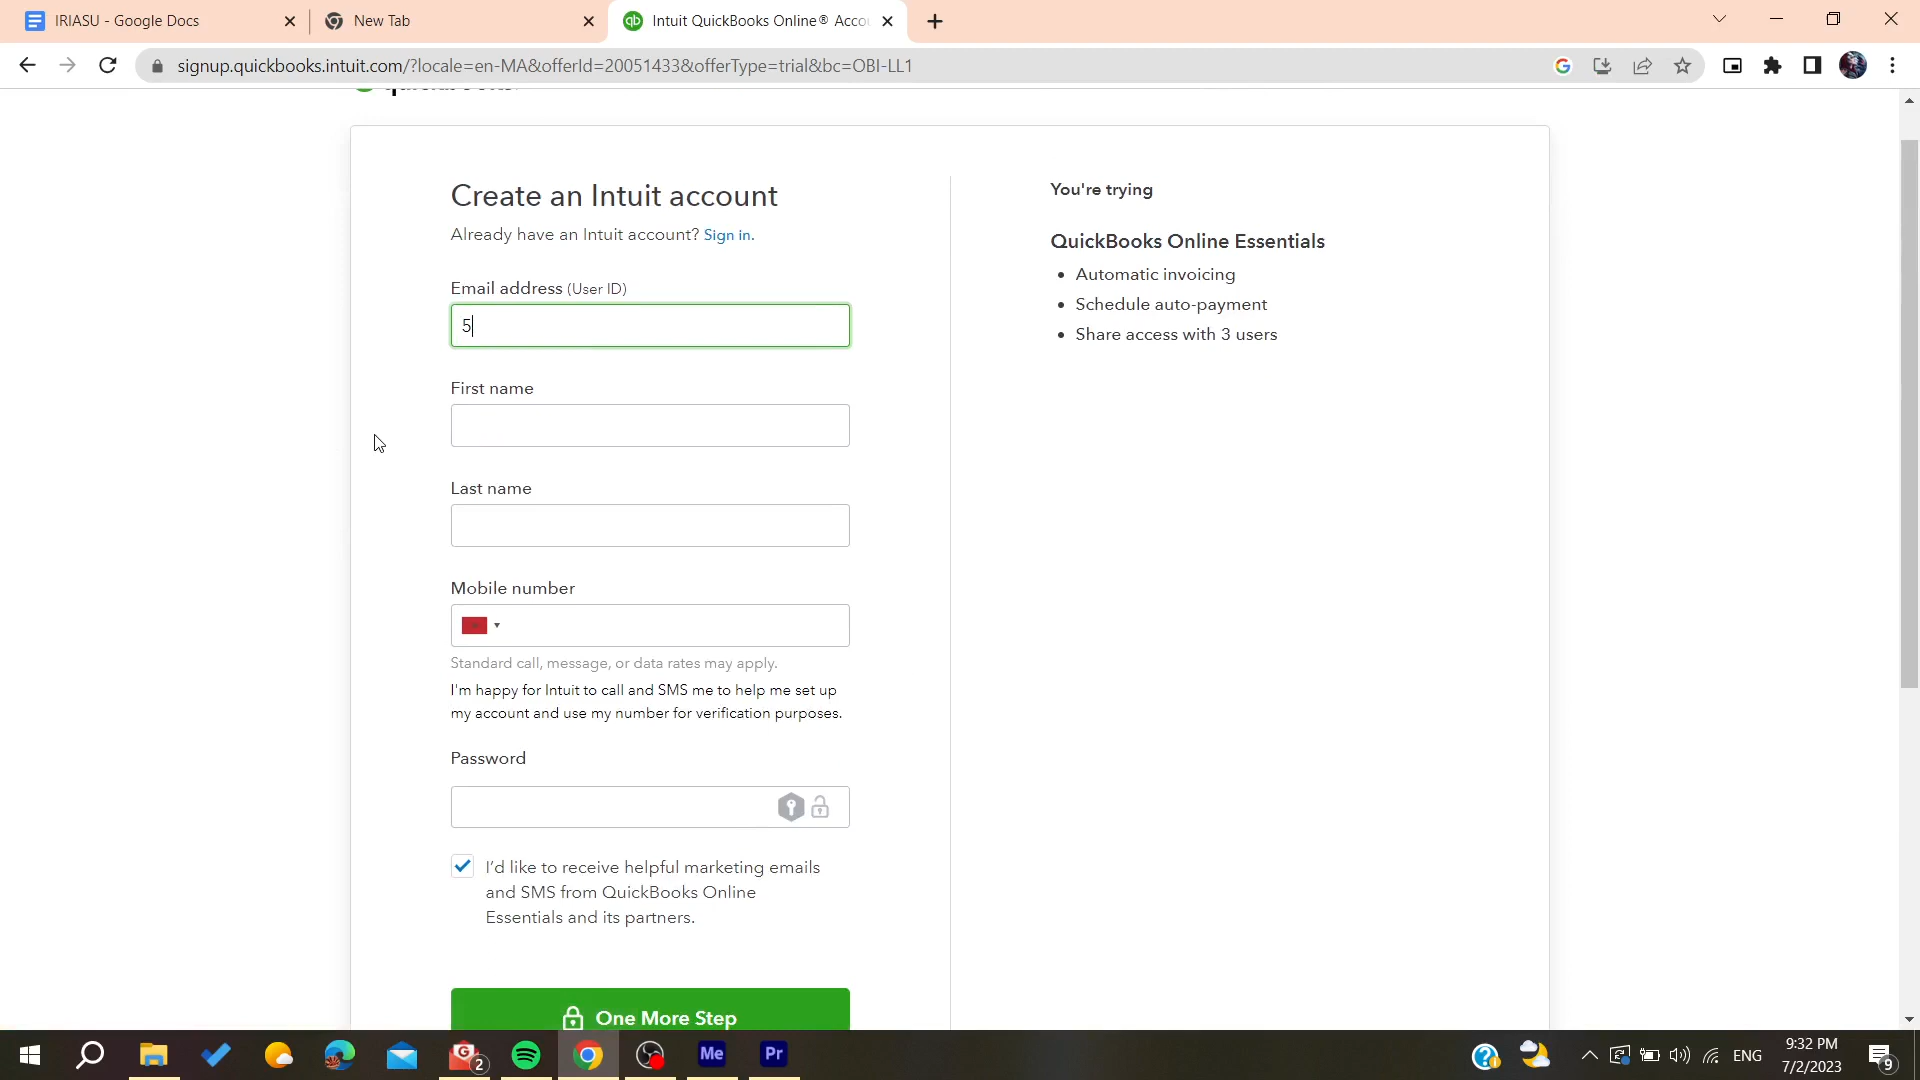 IRIASU - Google Docs
New Tab
Intuit QuickBooks Online® Accou
signup.quickbooks.intuit.com/?locale=en-MA&offerId=20051433&offerType=trial&bc=OBI-LL1
Create an Intuit account
Already have an Intuit account? Sign in.
Email address (User ID)
5
First name
Last name
Mobile number
Standard call, message, or data rates may apply.
I'm happy for Intuit to call and SMS me to help me set up
my account and use my number for verification purposes.
Password
I'd like to receive helpful marketing emails
and SMS from QuickBooks Online
Essentials and its partners.
One More Step
You're trying
QuickBooks Online Essentials
• Automatic invoicing
• Schedule auto-payment
• Share access with 3 users
2
Me
Pr
ENG
9:32 PM
7/2/2023
9